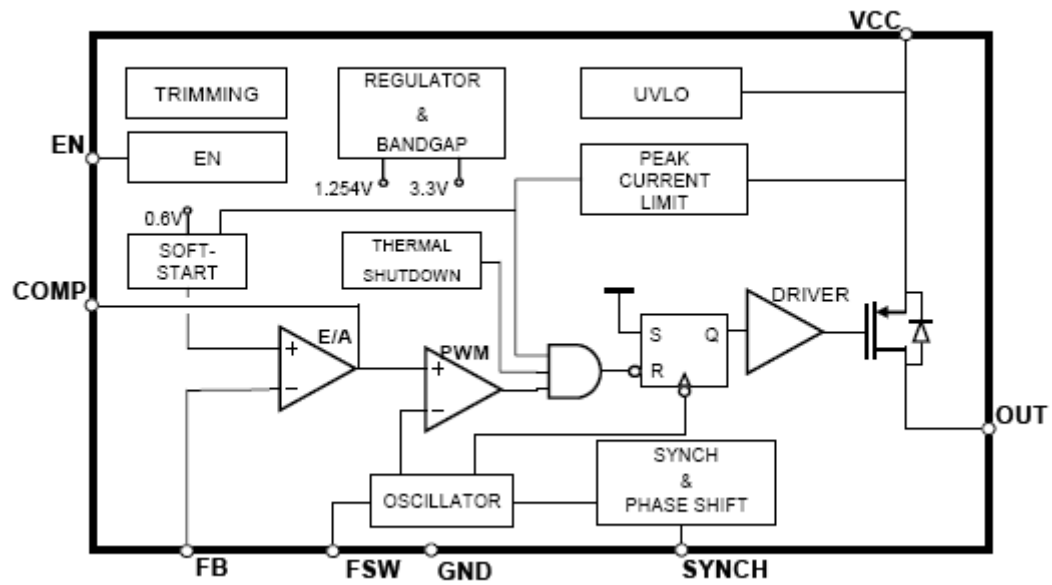 VCC
TRIMMING
REGULATOR
&
BANDGAP
UVLO
EN
EN
PEAK
CURRENT
LIMIT
1.254V
3.3V
0.6V
SOFT-
START
THERMAL
SHUTDOWN
COMP
DRIVER
E/A
+
−
PWM
+
−
S
Q
R
OUT
OSCILLATOR
SYNCH
&
PHASE SHIFT
FB
FSW
GND
SYNCH